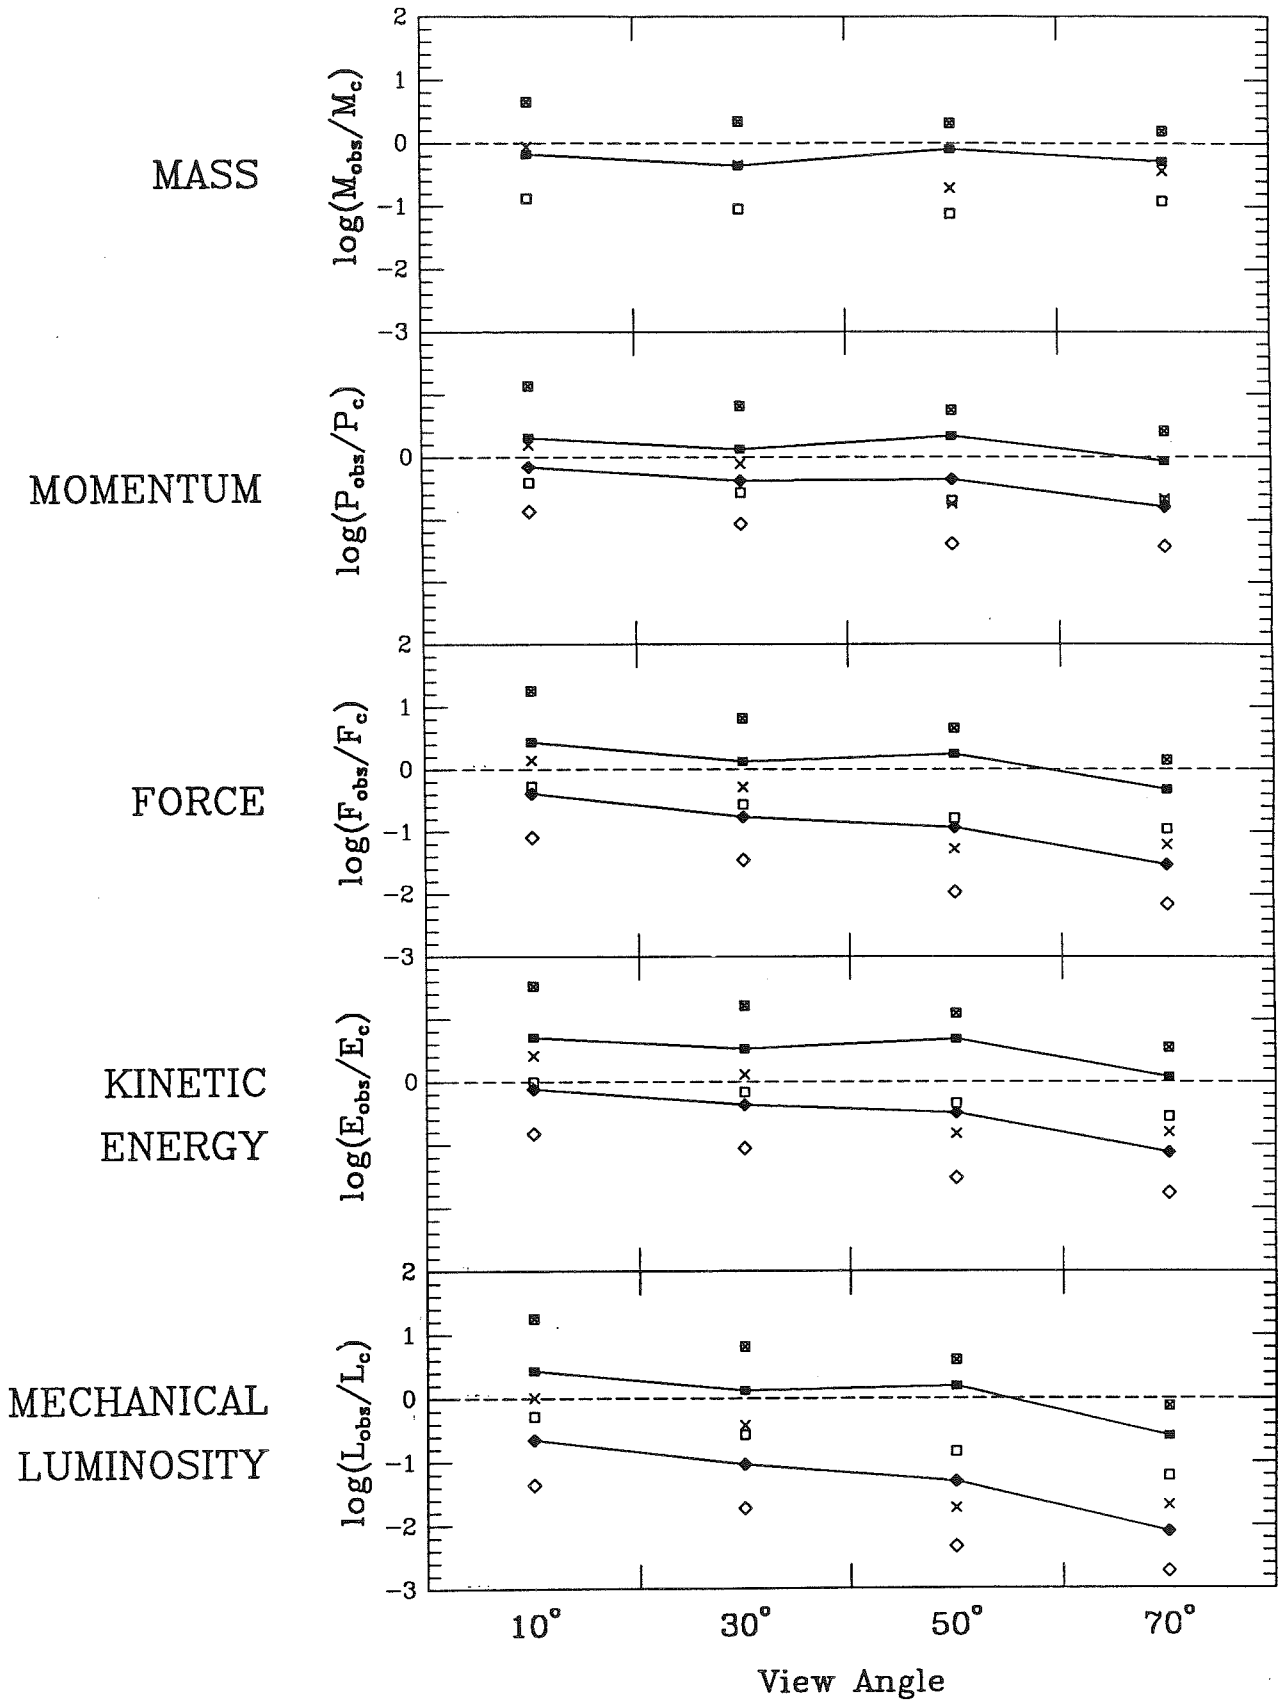 MASS
log(M_obs/M_c)
2
1
0
−1
−2
−3
MOMENTUM
log(P_obs/P_c)
0
FORCE
log(F_obs/F_c)
2
1
0
−1
−2
−3
KINETIC
ENERGY
log(E_obs/E_c)
0
MECHANICAL
LUMINOSITY
log(L_obs/L_c)
2
1
0
−1
−2
−3
10° 30° 50° 70°
View Angle